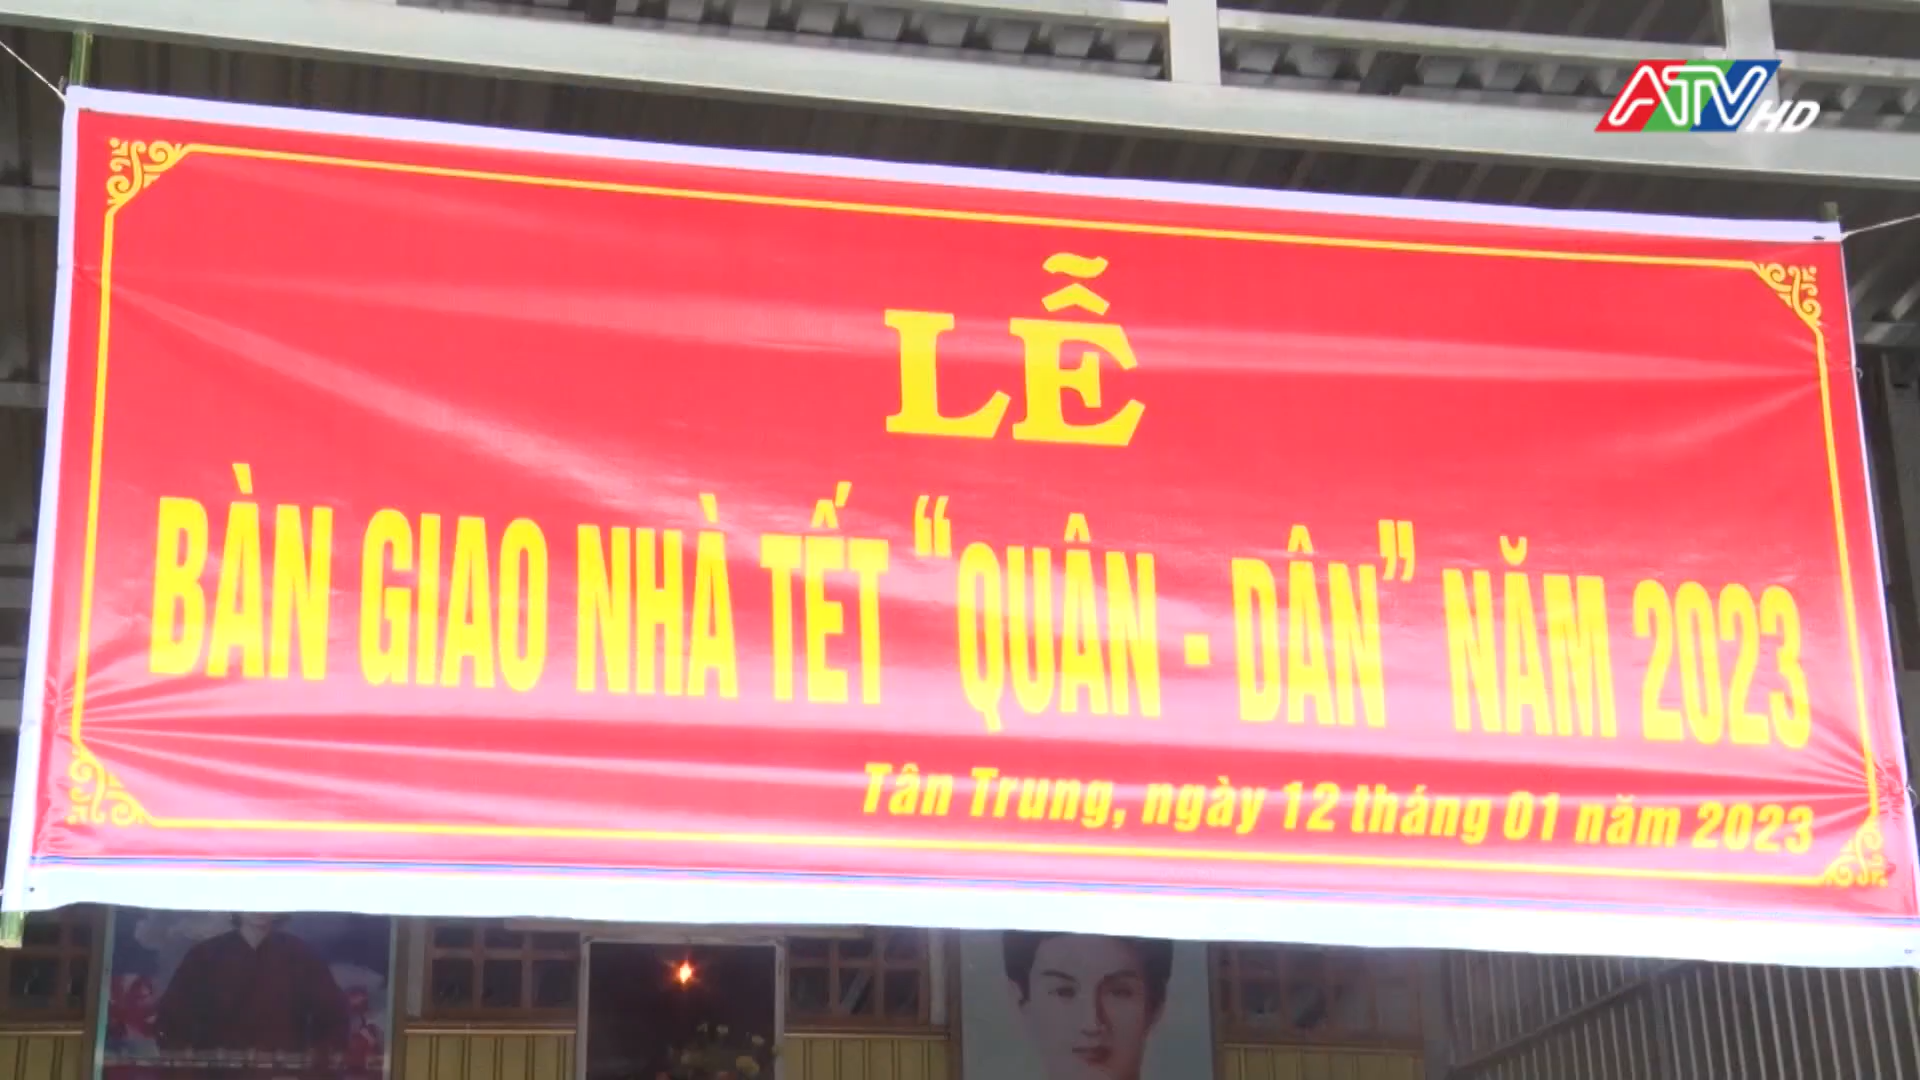 ATV HD
LỄ
BÀN GIAO NHÀ TẾT “QUÂN - DÂN” NĂM 2023
Tân Trung, ngày 12 tháng 01 năm 2023